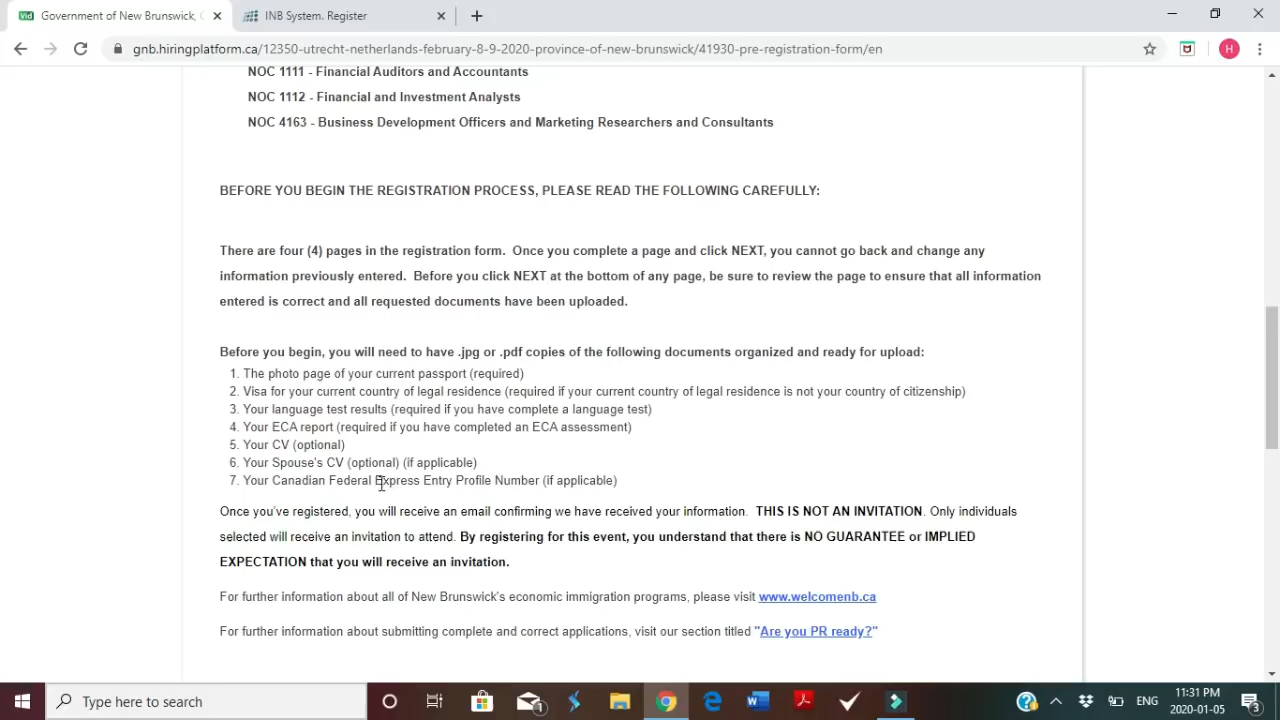 Government of New Brunswick, C
INB System. Register
gnb.hiringplatform.ca/12350-utrecht-netherlands-february-8-9-2020-province-of-new-brunswick/41930-pre-registration-form/en
H
NOC 1111 - Financial Auditors and Accountants
NOC 1112 - Financial and Investment Analysts
NOC 4163 - Business Development Officers and Marketing Researchers and Consultants
BEFORE YOU BEGIN THE REGISTRATION PROCESS, PLEASE READ THE FOLLOWING CAREFULLY:
There are four (4) pages in the registration form. Once you complete a page and click NEXT, you cannot go back and change any
information previously entered. Before you click NEXT at the bottom of any page, be sure to review the page to ensure that all information
entered is correct and all requested documents have been uploaded.
Before you begin, you will need to have .jpg or .pdf copies of the following documents organized and ready for upload:
1. The photo page of your current passport (required)
2. Visa for your current country of legal residence (required if your current country of legal residence is not your country of citizenship)
3. Your language test results (required if you have complete a language test)
4. Your ECA report (required if you have completed an ECA assessment)
5. Your CV (optional)
6. Your Spouse's CV (optional) (if applicable)
7. Your Canadian Federal Express Entry Profile Number (if applicable)
Once you've registered, you will receive an email confirming we have received your information. THIS IS NOT AN INVITATION. Only individuals
selected will receive an invitation to attend. By registering for this event, you understand that there is NO GUARANTEE or IMPLIED
EXPECTATION that you will receive an invitation.
For further information about all of New Brunswick's economic immigration programs, please visit www.welcomenb.ca
For further information about submitting complete and correct applications, visit our section titled "Are you PR ready?"
Type here to search
1
ENG
11:31 PM
2020-01-05
3